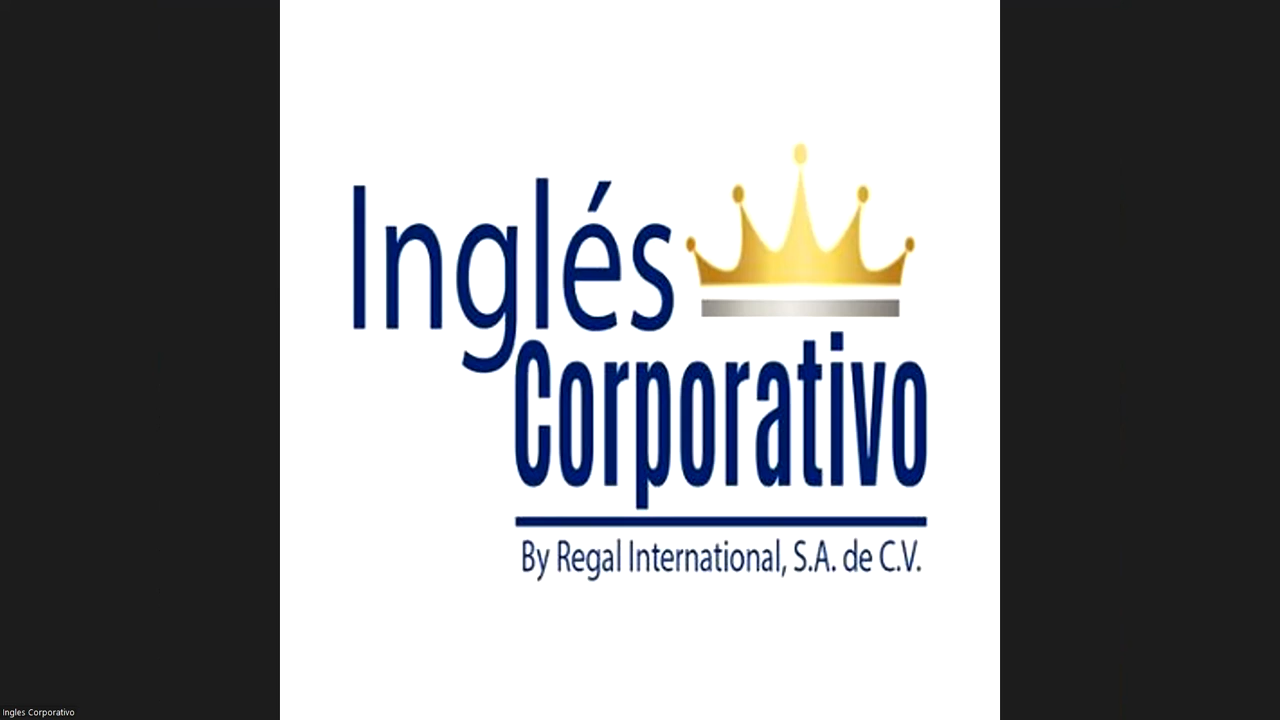 Inglés
Corporativo
By Regal International, S.A. de C.V.
Ingles Corporativo